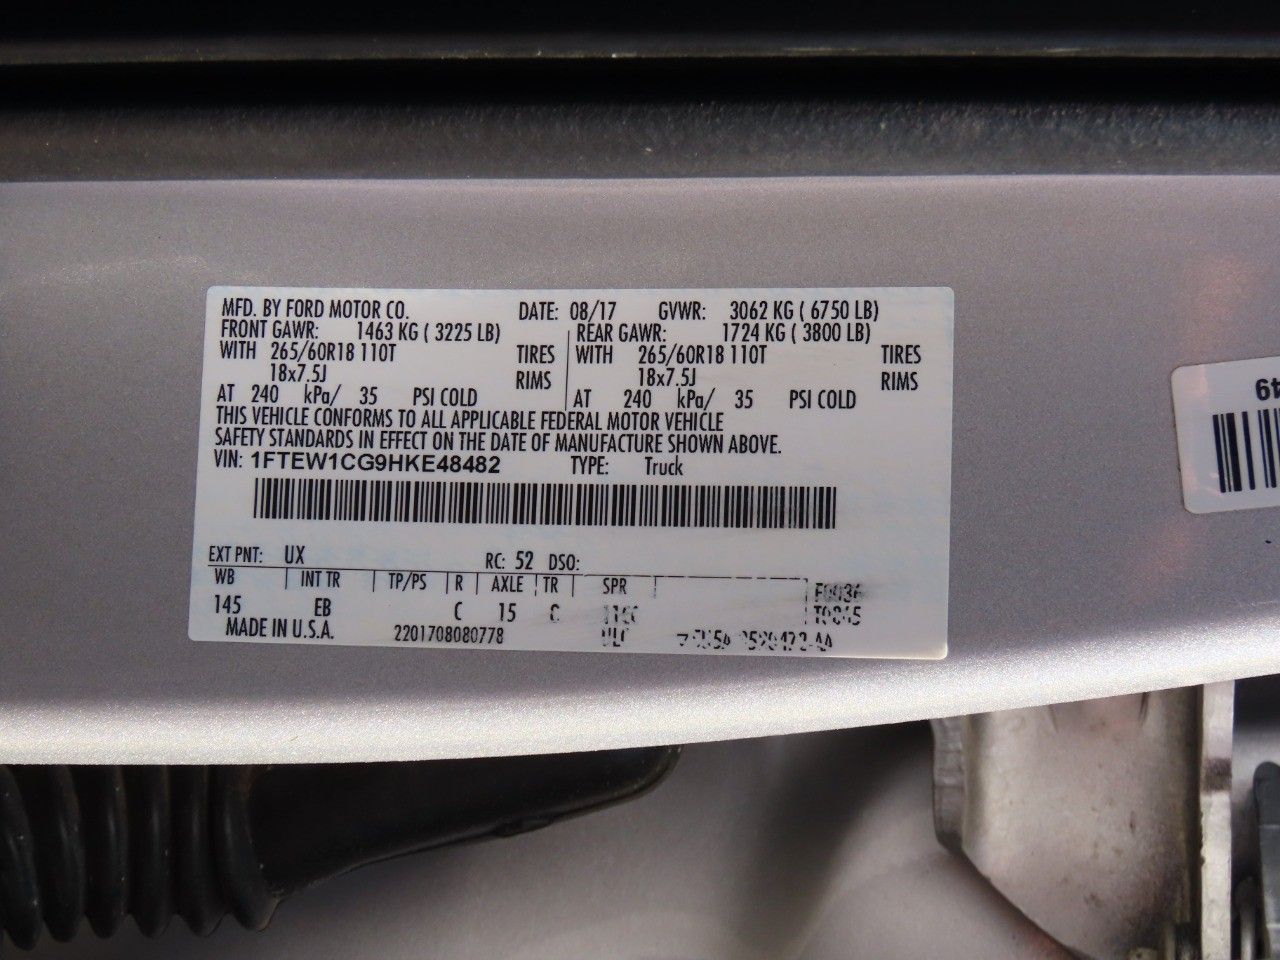 MFD. BY FORD MOTOR CO. DATE: 08/17 GVWR: 3062 KG ( 6750 LB)
FRONT GAWR: 1463 KG ( 3225 LB) REAR GAWR: 1724 KG ( 3800 LB)
WITH 265/60R18 110T TIRES WITH 265/60R18 110T TIRES
18x7.5J RIMS 18x7.5J RIMS
AT 240 kPa/ 35 PSI COLD AT 240 kPa/ 35 PSI COLD
THIS VEHICLE CONFORMS TO ALL APPLICABLE FEDERAL MOTOR VEHICLE
SAFETY STANDARDS IN EFFECT ON THE DATE OF MANUFACTURE SHOWN ABOVE.
VIN: 1FTEW1CG9HKE48482 TYPE: Truck
EXT PNT: UX RC: 52 DSO:
WB INT TR TP/PS R AXLE TR SPR
145 EB C 15
MADE IN U.S.A. 2201708080778